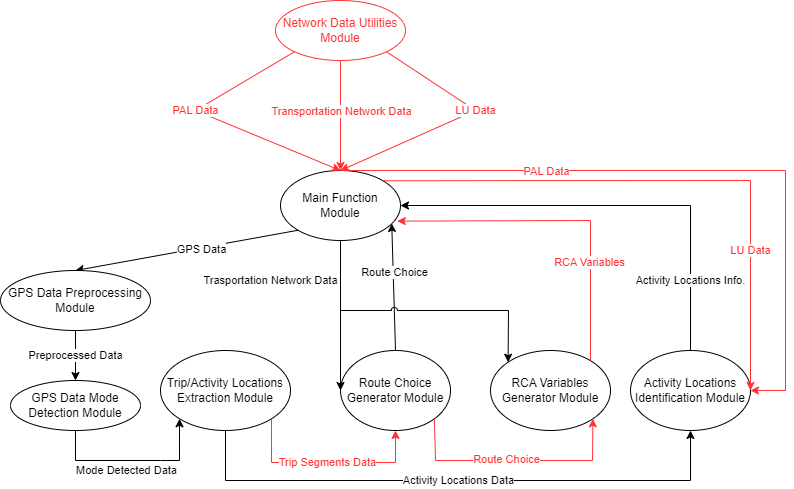 Network Data Utilities
Module
PAL Data
Transportation Network Data
LU Data
PAL Data
Main Function
Module
GPS Data
LU Data
RCA Variables
Route Choice
Trasportation Network Data
Activity Locations Info.
GPS Data Preprocessing
Module
Preprocessed Data
Trip/Activity Locations
Extraction Module
Route Choice
Generator Module
RCA Variables
Generator Module
Activity Locations
Identification Module
GPS Data Mode
Detection Module
Mode Detected Data
Trip Segments Data
Route Choice
Activity Locations Data